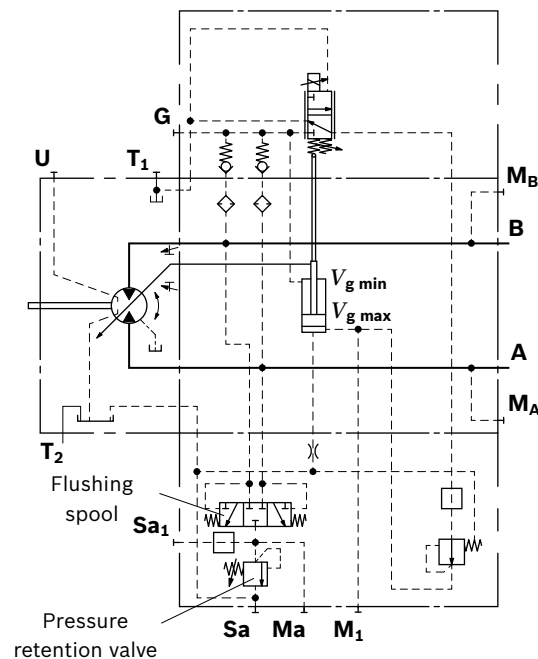 G
U
T1
MB
B
Vg min
Vg max
A
MA
T2
Flushing
spool
Sa1
Pressure
retention valve
Sa Ma M1